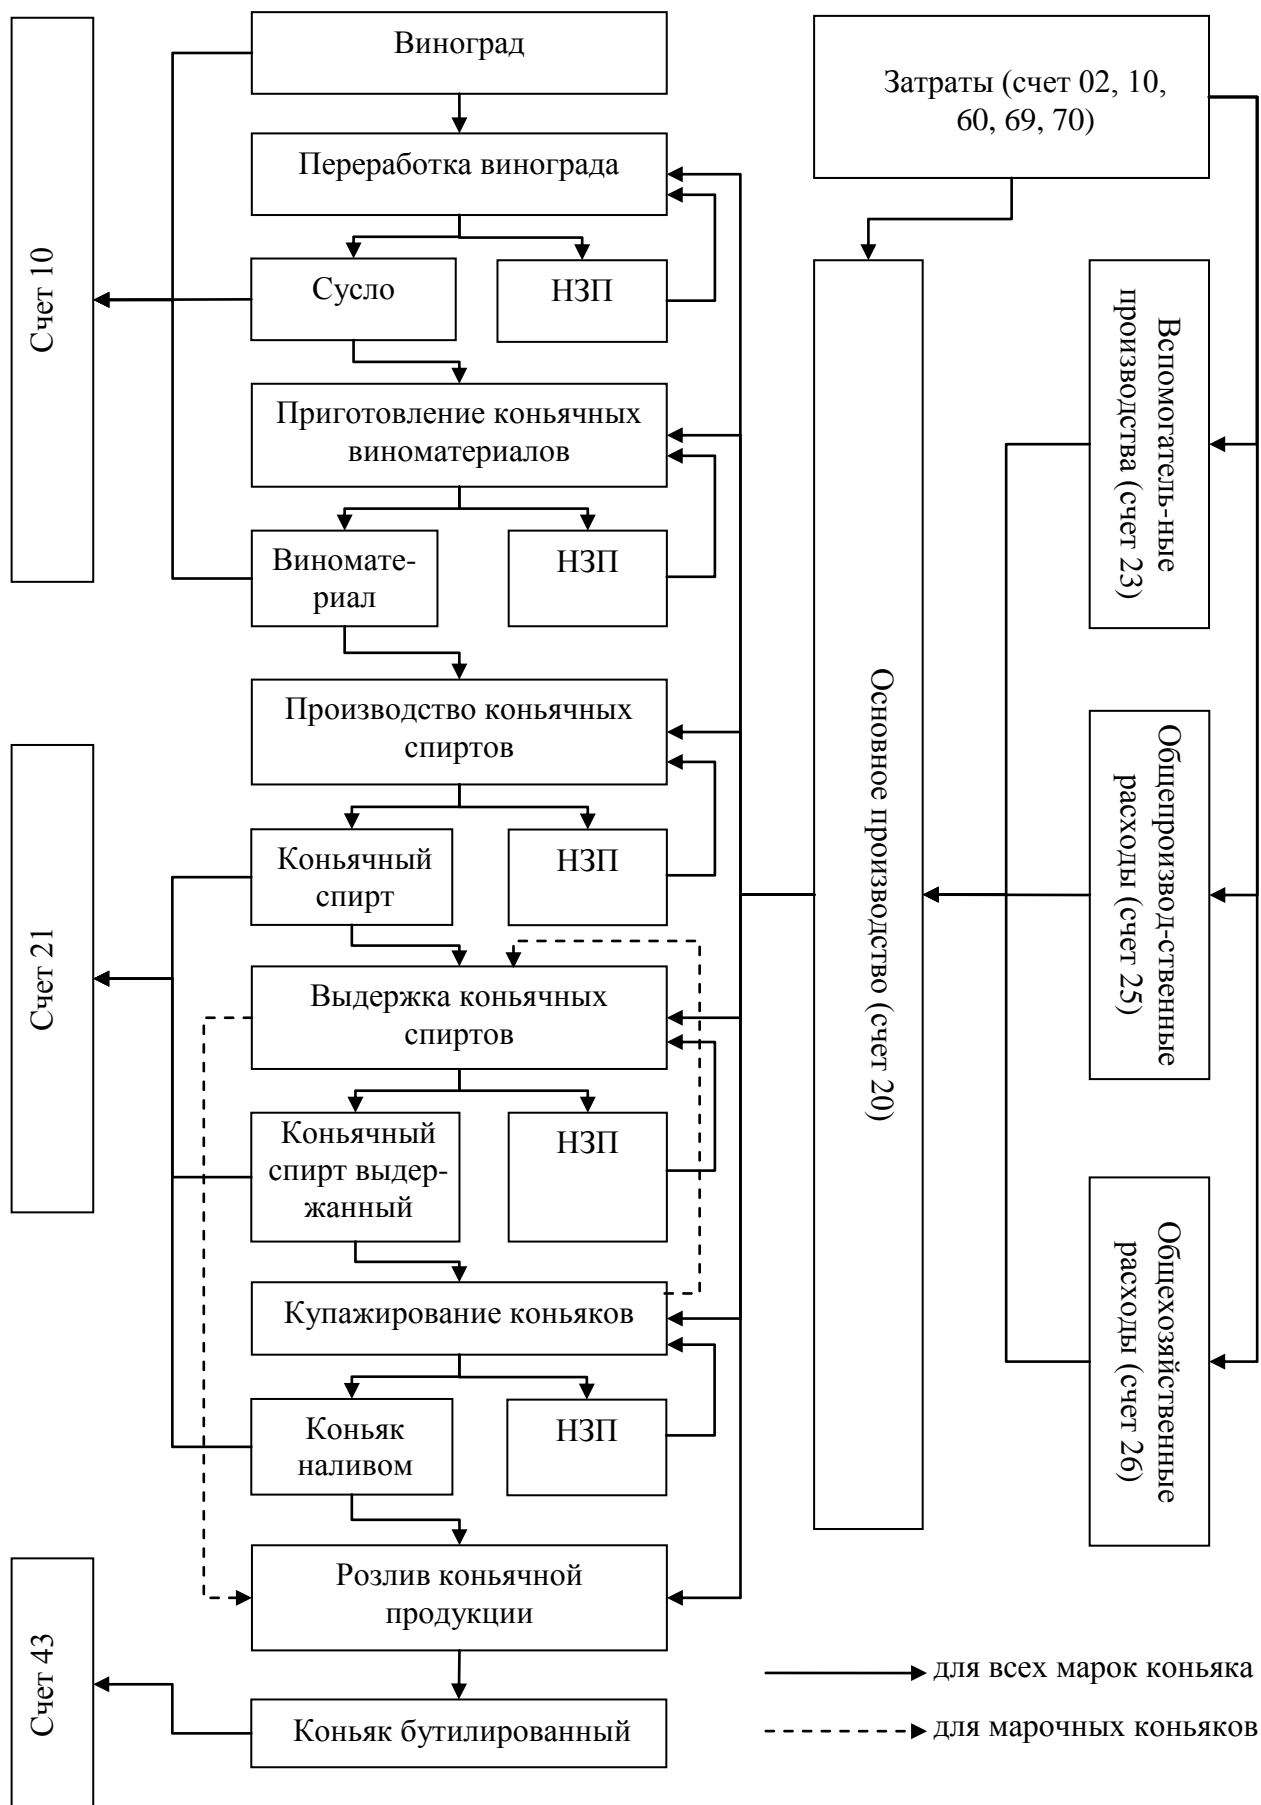 Виноград
Затраты (счет 02, 10,
60, 69, 70)
Переработка винограда
Счет 10
Сусло
НЗП
Вспомогатель-ные
производства (счет 23)
Приготовление коньячных
виноматериалов
Виномате-
риал
НЗП
Основное производство (счет 20)
Производство коньячных
спиртов
Общепроизвод-ственные
расходы (счет 25)
Счет 21
Коньячный
спирт
НЗП
Выдержка коньячных
спиртов
Коньячный
спирт выдер-
жанный
НЗП
Общехозяйственные
расходы (счет 26)
Купажирование коньяков
Коньяк
наливом
НЗП
Розлив коньячной
продукции
Счет 43
Коньяк бутилированный
для всех марок коньяка
для марочных коньяков